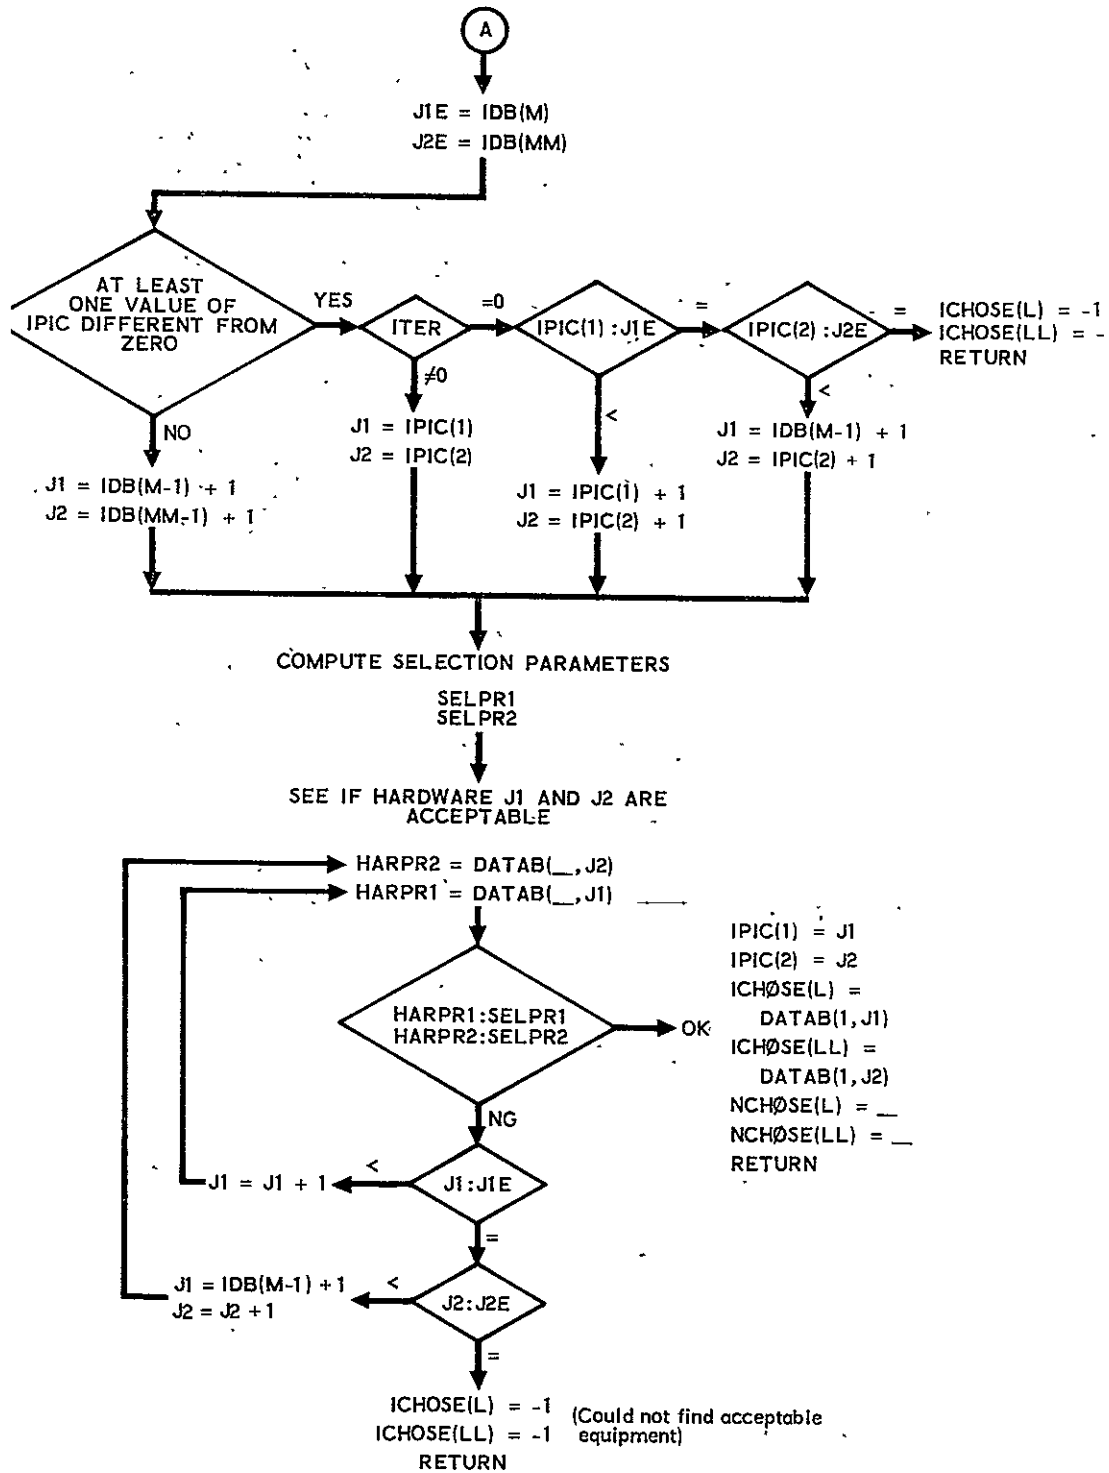 A
J1E = IDB(M)
J2E = IDB(MM)
AT LEAST
ONE VALUE OF
IPIC DIFFERENT FROM
ZERO
YES
NO
ITER
=0
≠0
IPIC(1) :J1E
=
<
IPIC(2) :J2E
=
<
ICHOSE(L) = -1
ICHOSE(LL) = -
RETURN
J1 = IDB(M-1) + 1
J2 = IDB(MM-1) + 1
J1 = IPIC(1)
J2 = IPIC(2)
J1 = IPIC(1) + 1
J2 = IPIC(2) + 1
J1 = IDB(M-1) + 1
J2 = IPIC(2) + 1
COMPUTE SELECTION PARAMETERS
SELPR1
SELPR2
SEE IF HARDWARE J1 AND J2 ARE
ACCEPTABLE
HARPR2 = DATAB(__,J2)
HARPR1 = DATAB(__,J1)
HARPR1:SELPR1
HARPR2:SELPR2
OK
NG
IPIC(1) = J1
IPIC(2) = J2
ICHØSE(L) =
DATAB(1,J1)
ICHØSE(LL) =
DATAB(1,J2)
NCHØSE(L) = __
NCHØSE(LL) = __
RETURN
J1 = J1 + 1
<
J1:J1E
=
J1 = IDB(M-1) + 1
J2 = J2 + 1
<
J2:J2E
=
ICHOSE(L) = -1
ICHOSE(LL) = -1
RETURN
(Could not find acceptable
equipment)